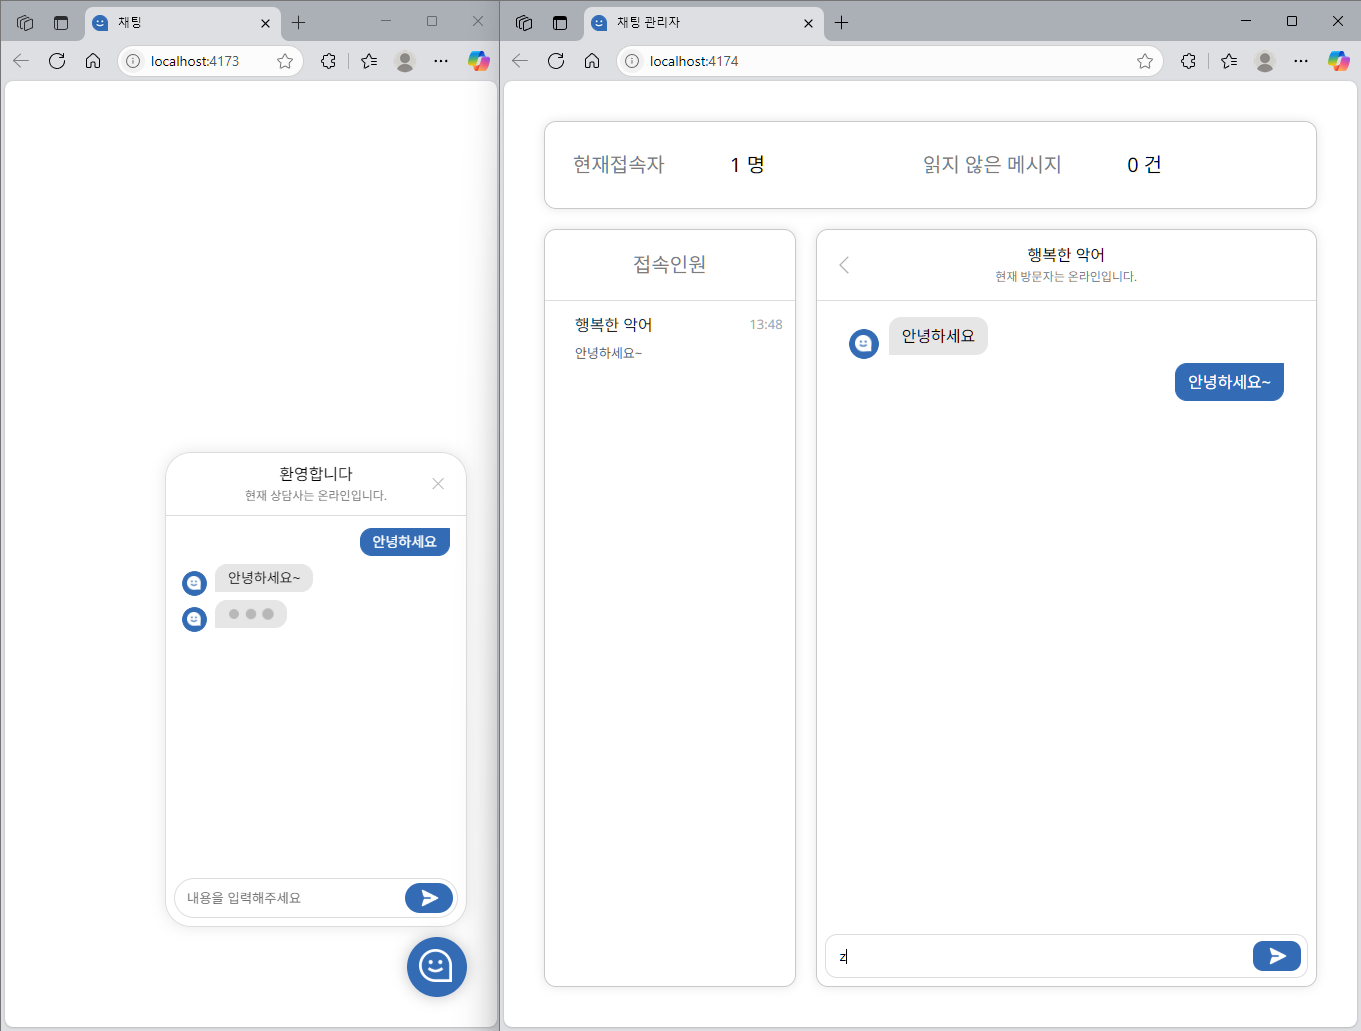 채팅
localhost:4173
환영합니다
현재 상담사는 온라인입니다.
안녕하세요
안녕하세요~
내용을 입력해주세요
채팅 관리자
localhost:4174
현재접속자 1 명 읽지 않은 메시지 0 건
접속인원
행복한 악어 13:48
안녕하세요~
행복한 악어
현재 방문자는 온라인입니다.
안녕하세요
안녕하세요~
z